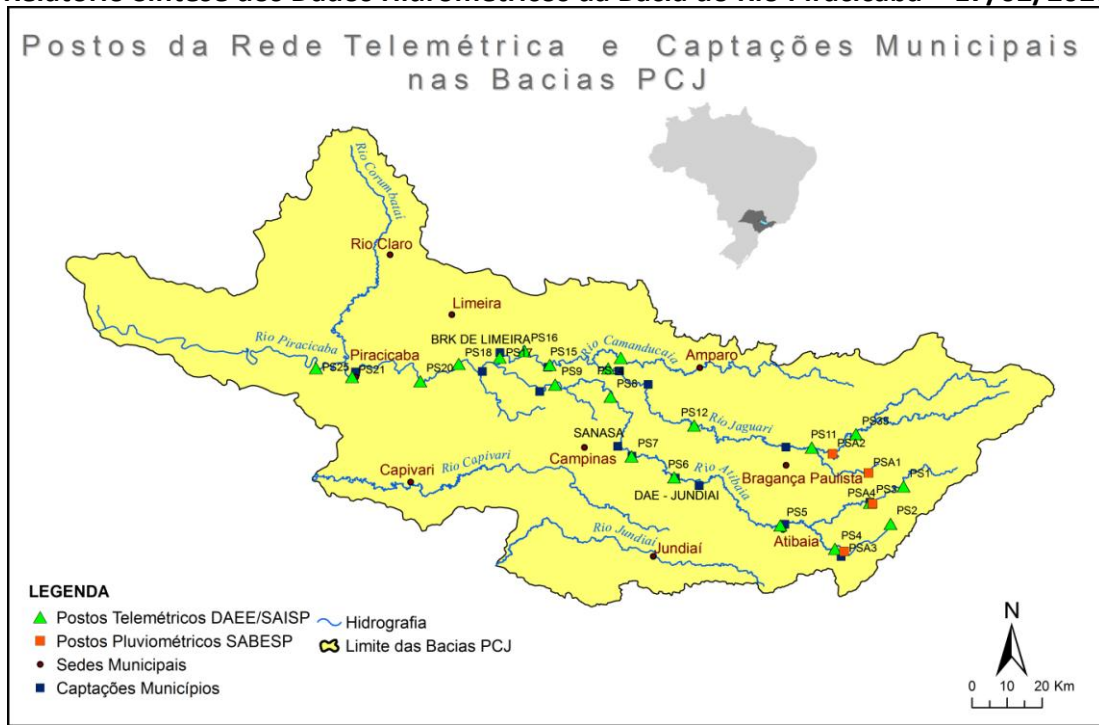 Postos da Rede Telemétrica e Captações Municipais
nas Bacias PCJ
Rio Corumbataí
Rio Claro
Limeira
Rio Piracicaba
Piracicaba
BRK DE LIMEIRA
PS16
PS18
PS17
PS15
Rio Camanducaia
Amparo
PS25
PS21
PS20
PS9
PS8
PS12
Rio Jaguari
PS35
PS11
PSA2
SANASA
Campinas
PS7
Bragança Paulista
PSA1
PS1
Capivari
Rio Capivari
PS6
Rio Atibaia
DAE - JUNDIAI
PSA4
PS3
PS2
PS5
Atibaia
PS4
PSA3
Rio Jundiaí
Jundiaí
LEGENDA
Postos Telemétricos DAEE/SAISP
Hidrografia
Postos Pluviométricos SABESP
Limite das Bacias PCJ
Sedes Municipais
Captações Municípios
N
0 10 20 Km